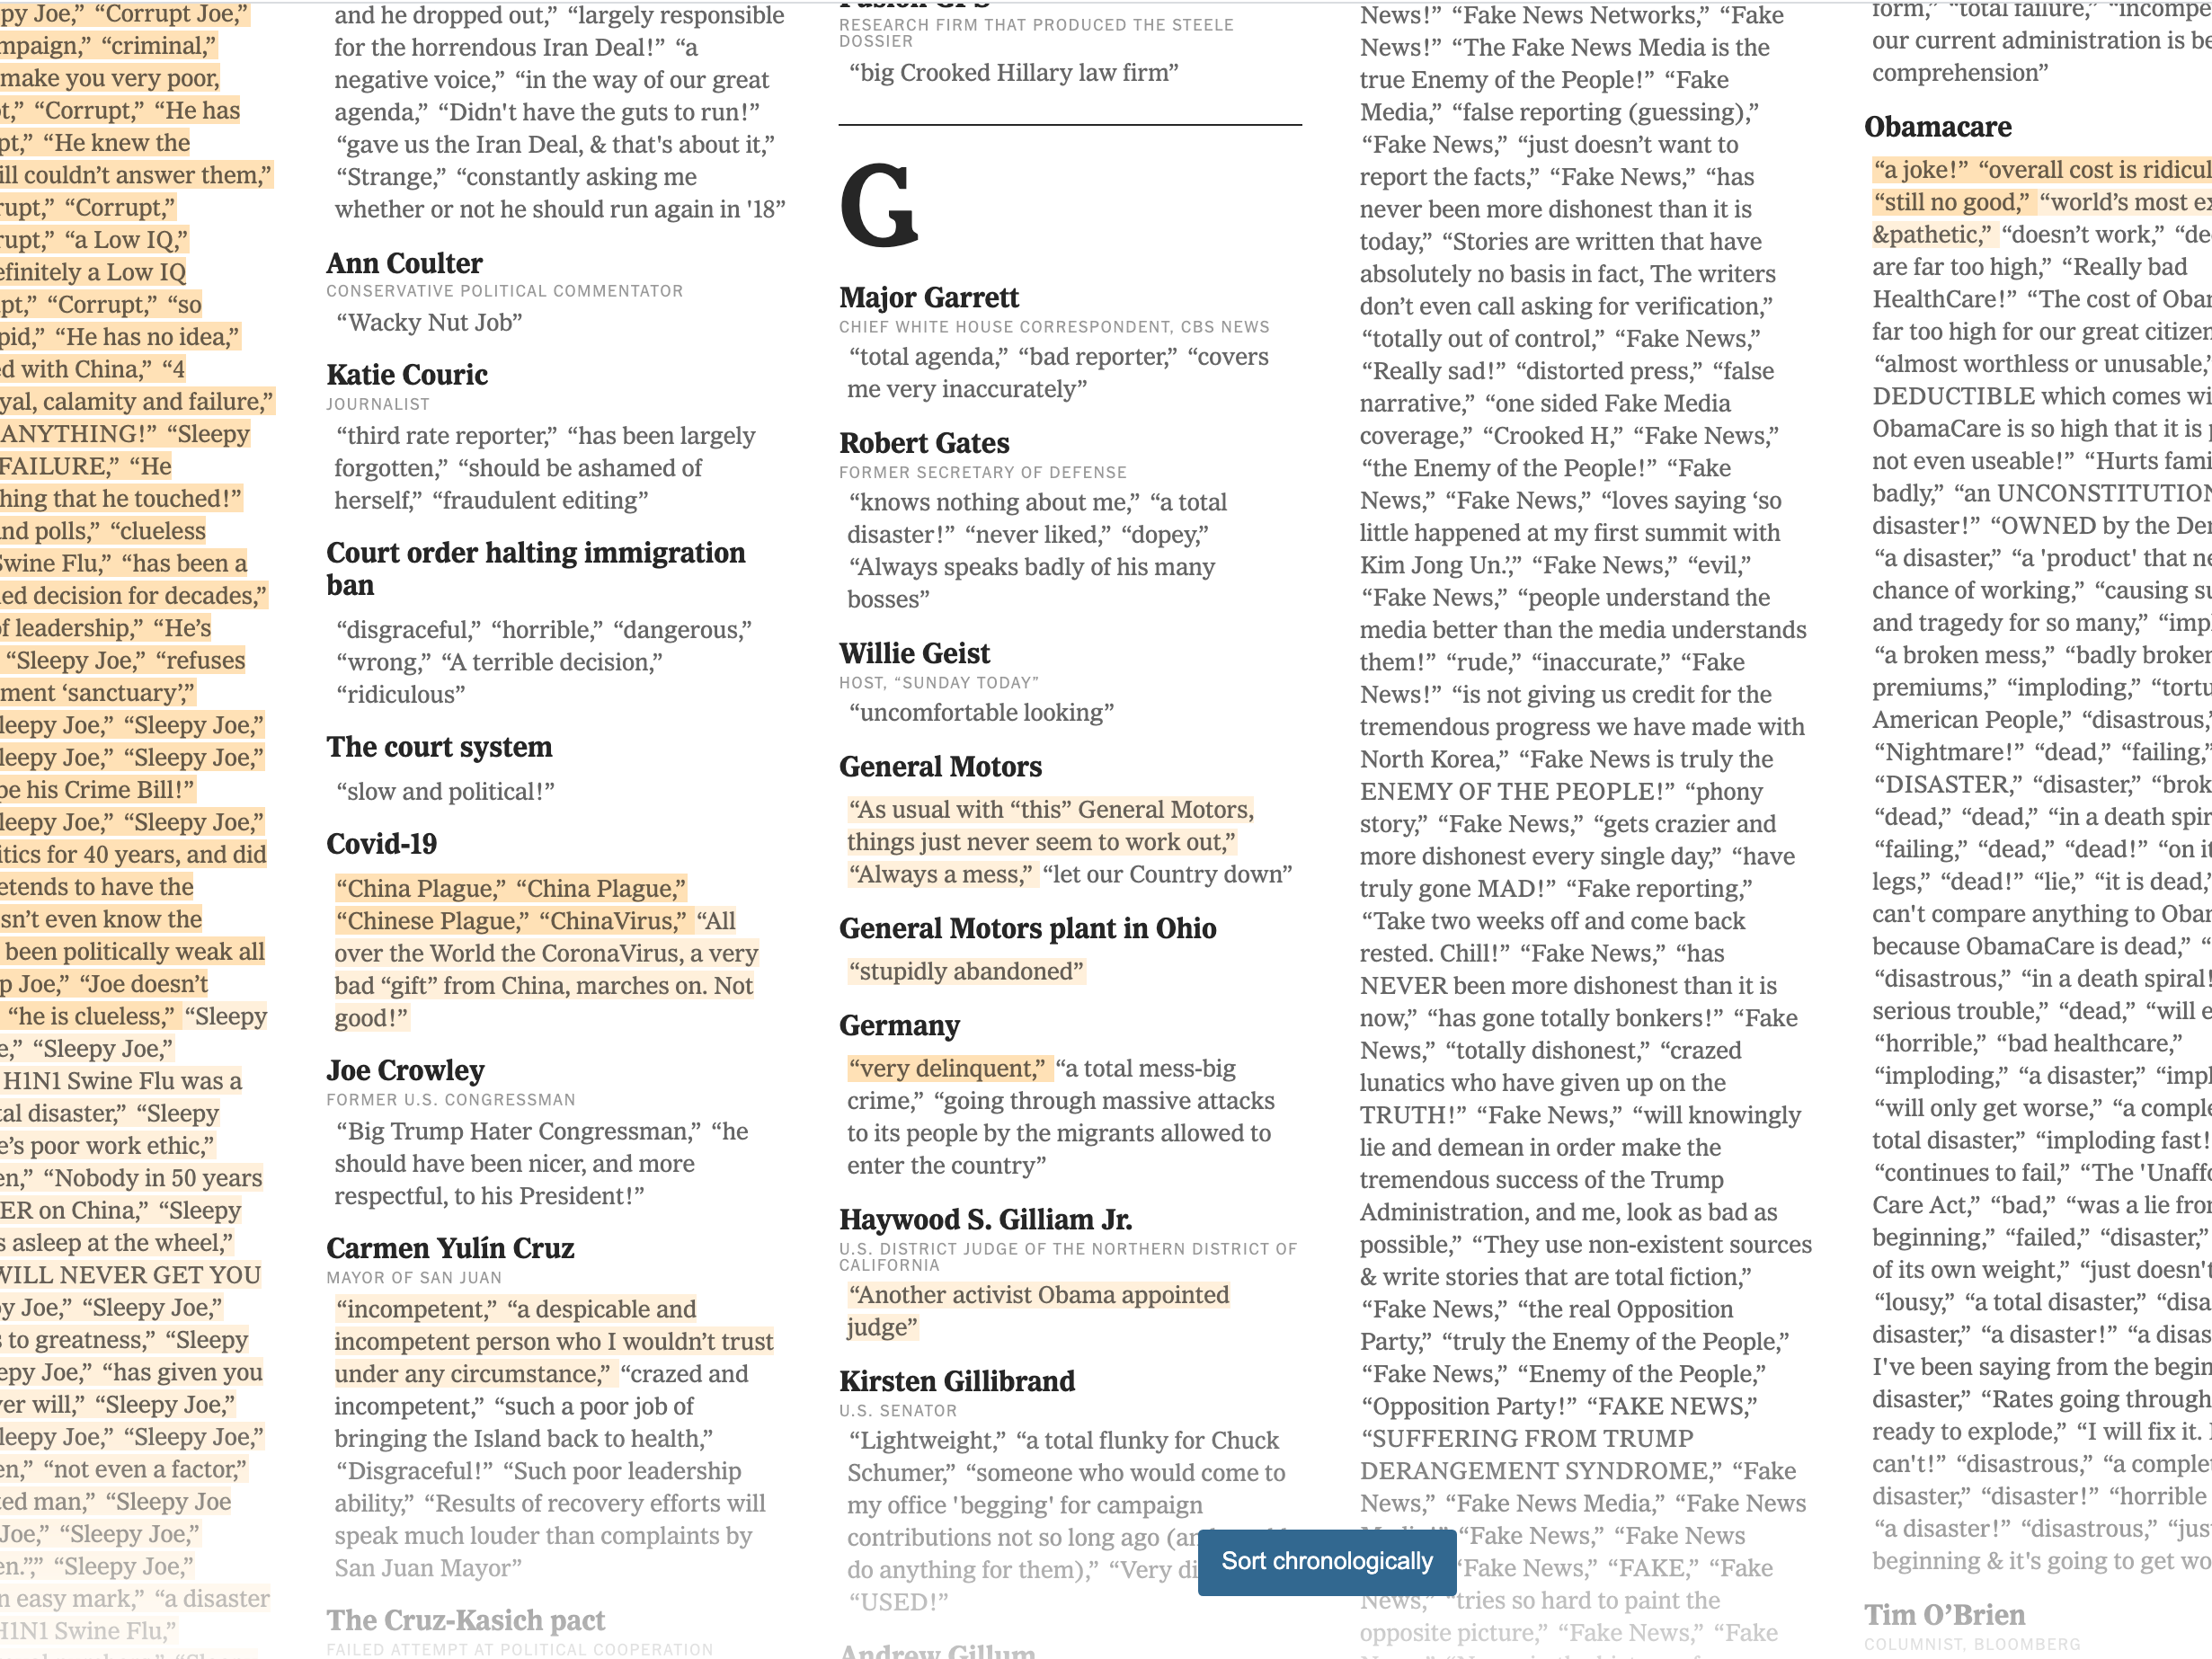 py Joe,” “Corrupt Joe,”
mpaign,” “criminal,”
make you very poor,
t,” “Corrupt,” “He has
pt,” “He knew the
ill couldn’t answer them,”
rupt,” “Corrupt,”
rupt,” “a Low IQ,”
efinitely a Low IQ
pt,” “Corrupt,” “so
pid,” “He has no idea,”
ed with China,” “4
yal, calamity and failure,”
ANYTHING!” “Sleepy
FAILURE,” “He
hing that he touched!”
nd polls,” “clueless
Swine Flu,” “has been a
ed decision for decades,”
of leadership,” “He’s
“Sleepy Joe,” “refuses
ment ‘sanctuary’,”
leepy Joe,” “Sleepy Joe,”
leepy Joe,” “Sleepy Joe,”
pe his Crime Bill!”
leepy Joe,” “Sleepy Joe,”
itics for 40 years, and did
etends to have the
sn’t even know the
been politically weak all
p Joe,” “Joe doesn’t
“he is clueless,” “Sleepy
e,” “Sleepy Joe,”
H1N1 Swine Flu was a
tal disaster,” “Sleepy
e’s poor work ethic,”
en,” “Nobody in 50 years
ER on China,” “Sleepy
s asleep at the wheel,”
WILL NEVER GET YOU
py Joe,” “Sleepy Joe,”
s to greatness,” “Sleepy
epy Joe,” “has given you
ver will,” “Sleepy Joe,”
leepy Joe,” “Sleepy Joe,”
en,” “not even a factor,”
ted man,” “Sleepy Joe
Joe,” “Sleepy Joe,”
en.”” “Sleepy Joe,”
n easy mark,” “a disaster
H1N1 Swine Flu,”
and he dropped out,” “largely responsible
for the horrendous Iran Deal!” “a
negative voice,” “in the way of our great
agenda,” “Didn't have the guts to run!”
“gave us the Iran Deal, & that's about it,”
“Strange,” “constantly asking me
whether or not he should run again in '18”
Ann Coulter
CONSERVATIVE POLITICAL COMMENTATOR
“Wacky Nut Job”
Katie Couric
JOURNALIST
“third rate reporter,” “has been largely
forgotten,” “should be ashamed of
herself,” “fraudulent editing”
Court order halting immigration
ban
“disgraceful,” “horrible,” “dangerous,”
“wrong,” “A terrible decision,”
“ridiculous”
The court system
“slow and political!”
Covid-19
“China Plague,” “China Plague,”
“Chinese Plague,” “ChinaVirus,” “All
over the World the CoronaVirus, a very
bad “gift” from China, marches on. Not
good!”
Joe Crowley
FORMER U.S. CONGRESSMAN
“Big Trump Hater Congressman,” “he
should have been nicer, and more
respectful, to his President!”
Carmen Yulín Cruz
MAYOR OF SAN JUAN
“incompetent,” “a despicable and
incompetent person who I wouldn’t trust
under any circumstance,” “crazed and
incompetent,” “such a poor job of
bringing the Island back to health,”
“Disgraceful!” “Such poor leadership
ability,” “Results of recovery efforts will
speak much louder than complaints by
San Juan Mayor”
The Cruz-Kasich pact
FAILED ATTEMPT AT POLITICAL COOPERATION
Fusion GPS
RESEARCH FIRM THAT PRODUCED THE STEELE
DOSSIER
“big Crooked Hillary law firm”
G
Major Garrett
CHIEF WHITE HOUSE CORRESPONDENT, CBS NEWS
“total agenda,” “bad reporter,” “covers
me very inaccurately”
Robert Gates
FORMER SECRETARY OF DEFENSE
“knows nothing about me,” “a total
disaster!” “never liked,” “dopey,”
“Always speaks badly of his many
bosses”
Willie Geist
HOST, “SUNDAY TODAY”
“uncomfortable looking”
General Motors
“As usual with “this” General Motors,
things just never seem to work out,”
“Always a mess,” “let our Country down”
General Motors plant in Ohio
“stupidly abandoned”
Germany
“very delinquent,” “a total mess-big
crime,” “going through massive attacks
to its people by the migrants allowed to
enter the country”
Haywood S. Gilliam Jr.
U.S. DISTRICT JUDGE OF THE NORTHERN DISTRICT OF
CALIFORNIA
“Another activist Obama appointed
judge”
Kirsten Gillibrand
U.S. SENATOR
“Lightweight,” “a total flunky for Chuck
Schumer,” “someone who would come to
my office 'begging' for campaign
contributions not so long ago (an
do anything for them),” “Very di
“USED!”
Andrew Gillum
Sort chronologically
News!” “Fake News Networks,” “Fake
News!” “The Fake News Media is the
true Enemy of the People!” “Fake
Media,” “false reporting (guessing),”
“Fake News,” “just doesn’t want to
report the facts,” “Fake News,” “has
never been more dishonest than it is
today,” “Stories are written that have
absolutely no basis in fact, The writers
don’t even call asking for verification,”
“totally out of control,” “Fake News,”
“Really sad!” “distorted press,” “false
narrative,” “one sided Fake Media
coverage,” “Crooked H,” “Fake News,”
“the Enemy of the People!” “Fake
News,” “Fake News,” “loves saying ‘so
little happened at my first summit with
Kim Jong Un.’,” “Fake News,” “evil,”
“Fake News,” “people understand the
media better than the media understands
them!” “rude,” “inaccurate,” “Fake
News!” “is not giving us credit for the
tremendous progress we have made with
North Korea,” “Fake News is truly the
ENEMY OF THE PEOPLE!” “phony
story,” “Fake News,” “gets crazier and
more dishonest every single day,” “have
truly gone MAD!” “Fake reporting,”
“Take two weeks off and come back
rested. Chill!” “Fake News,” “has
NEVER been more dishonest than it is
now,” “has gone totally bonkers!” “Fake
News,” “totally dishonest,” “crazed
lunatics who have given up on the
TRUTH!” “Fake News,” “will knowingly
lie and demean in order make the
tremendous success of the Trump
Administration, and me, look as bad as
possible,” “They use non-existent sources
& write stories that are total fiction,”
“Fake News,” “the real Opposition
Party,” “truly the Enemy of the People,”
“Fake News,” “Enemy of the People,”
“Opposition Party!” “FAKE NEWS,”
“SUFFERING FROM TRUMP
DERANGEMENT SYNDROME,” “Fake
News,” “Fake News Media,” “Fake News
“Fake News,” “Fake News
“Fake News,” “FAKE,” “Fake
News,” “tries so hard to paint the
opposite picture,” “Fake News,” “Fake
form,” “total failure,” “incompe
our current administration is be
comprehension”
Obamacare
“a joke!” “overall cost is ridicul
“still no good,” “world’s most ex
&pathetic,” “doesn’t work,” “de
are far too high,” “Really bad
HealthCare!” “The cost of Obam
far too high for our great citizen
“almost worthless or unusable,”
DEDUCTIBLE which comes wi
ObamaCare is so high that it is p
not even useable!” “Hurts fami
badly,” “an UNCONSTITUTION
disaster!” “OWNED by the Dem
“a disaster,” “a 'product' that ne
chance of working,” “causing su
and tragedy for so many,” “imp
“a broken mess,” “badly broken
premiums,” “imploding,” “tortu
American People,” “disastrous,”
“Nightmare!” “dead,” “failing,”
“DISASTER,” “disaster,” “brok
“dead,” “dead,” “in a death spir
“failing,” “dead,” “dead!” “on it
legs,” “dead!” “lie,” “it is dead,”
can't compare anything to Obam
because ObamaCare is dead,” “
“disastrous,” “in a death spiral!
serious trouble,” “dead,” “will e
“horrible,” “bad healthcare,”
“imploding,” “a disaster,” “impl
“will only get worse,” “a comple
total disaster,” “imploding fast!
“continues to fail,” “The 'Unaffo
Care Act,” “bad,” “was a lie from
beginning,” “failed,” “disaster,”
of its own weight,” “just doesn't
“lousy,” “a total disaster,” “disa
disaster,” “a disaster!” “a disas
I've been saying from the begin
disaster,” “Rates going through
ready to explode,” “I will fix it.
can't!” “disastrous,” “a complet
disaster,” “disaster!” “horrible
“a disaster!” “disastrous,” “jus
beginning & it's going to get wo
Tim O’Brien
COLUMNIST, BLOOMBERG